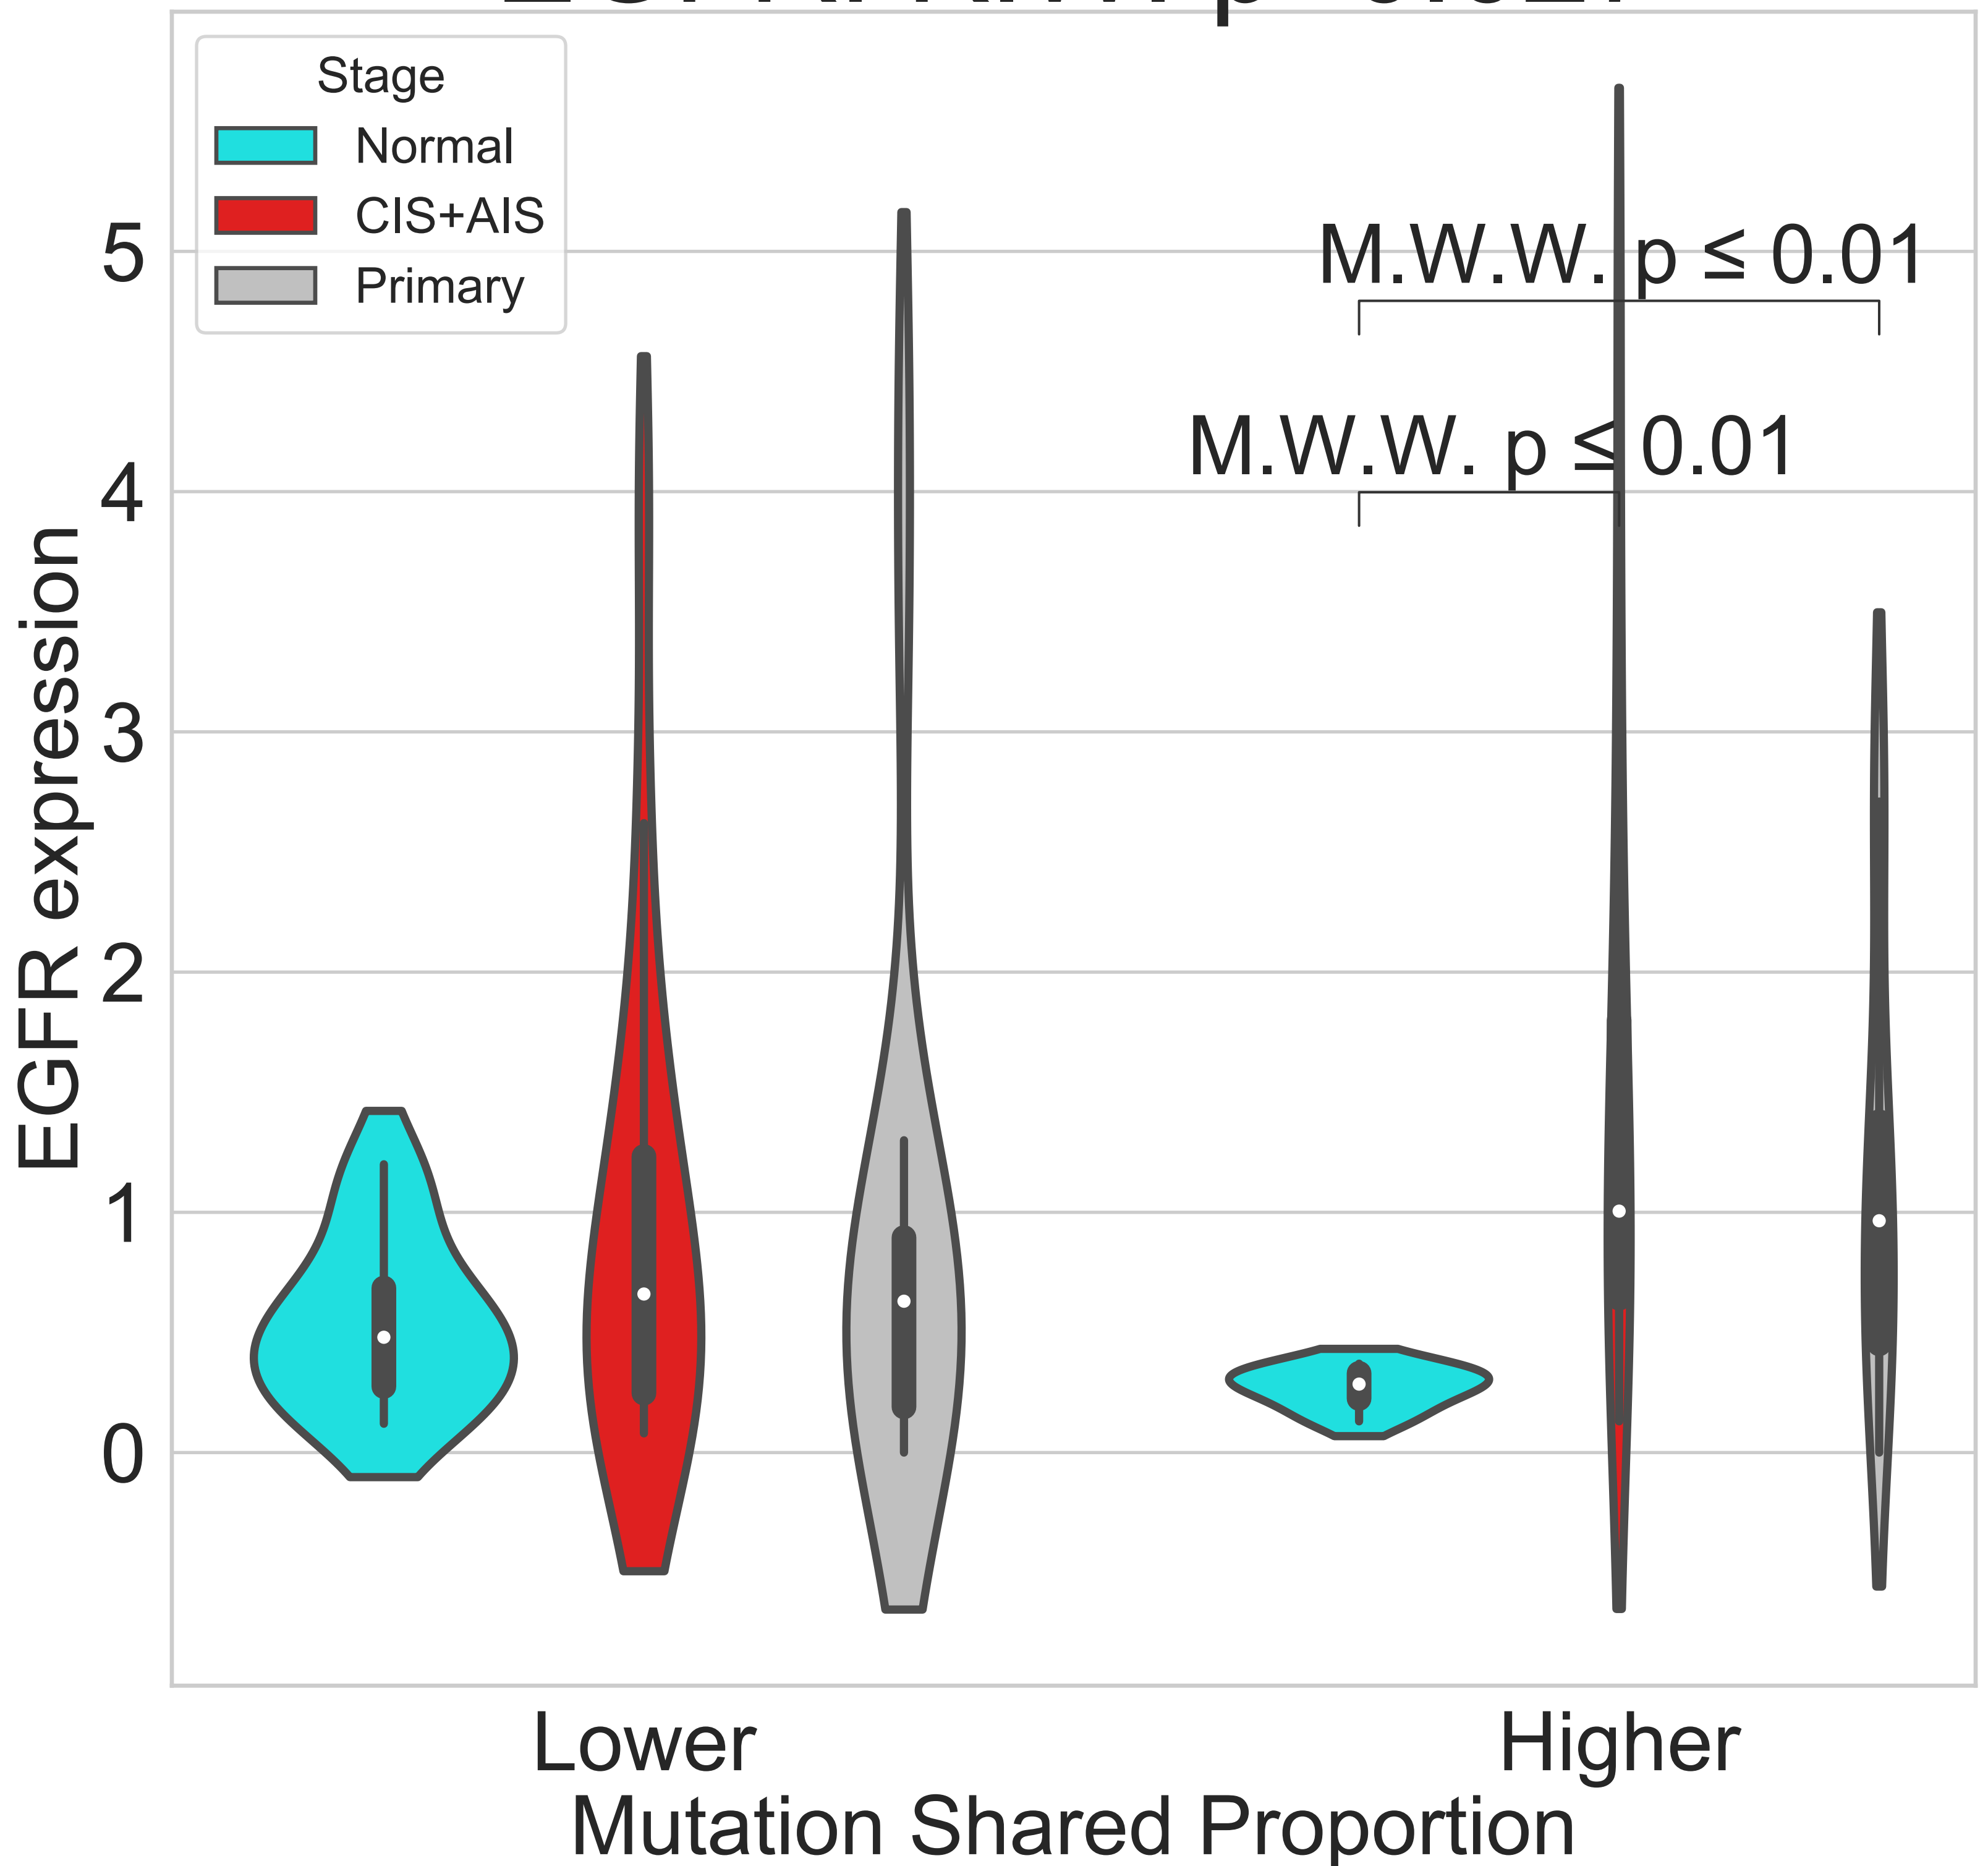 Stage
Normal
CIS+AIS
Primary
M.W.W. p ≤ 0.01
M.W.W. p ≤ 0.01
5
4
3
2
1
0
EGFR expression
Lower
Higher
Mutation Shared Proportion